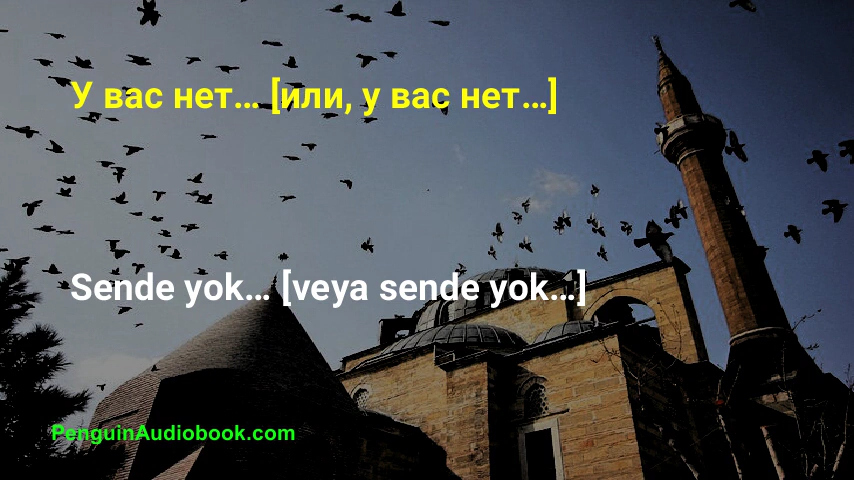 У вас нет… [или, у вас нет…]
Sende yok… [veya sende yok…]
PenguinAudiobook.com